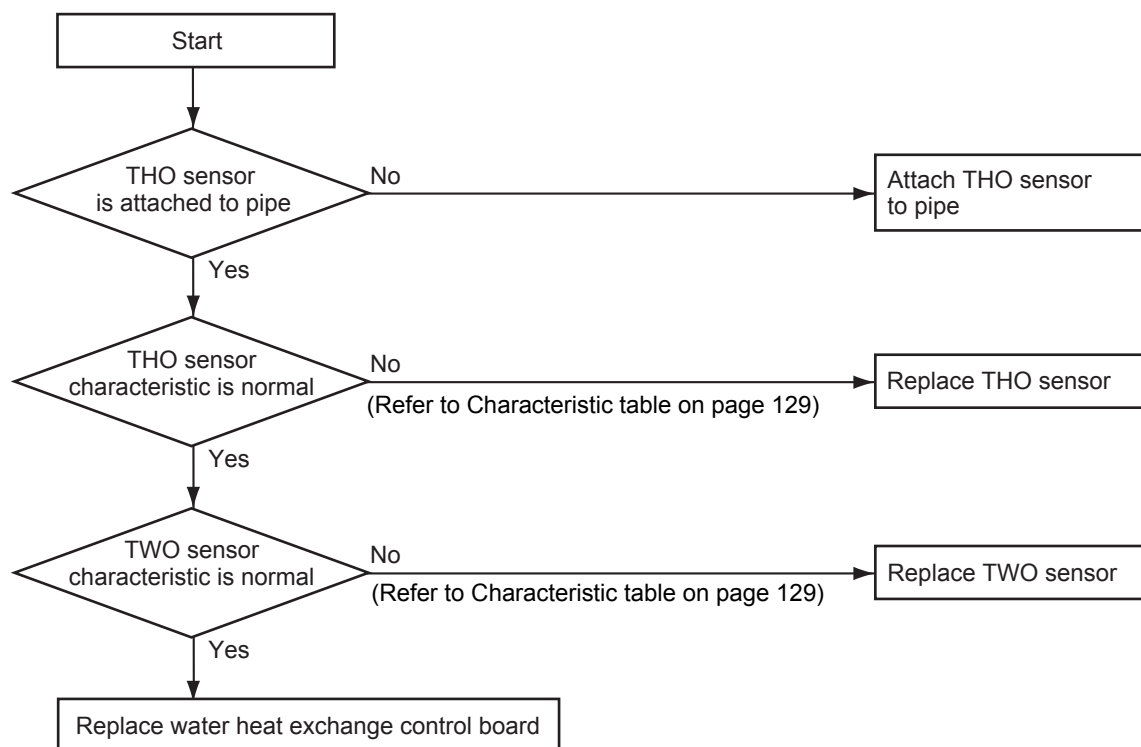 Start
THO sensor
is attached to pipe
No
Attach THO sensor
to pipe
Yes
THO sensor
characteristic is normal
No
(Refer to Characteristic table on page 129)
Replace THO sensor
Yes
TWO sensor
characteristic is normal
No
(Refer to Characteristic table on page 129)
Replace TWO sensor
Yes
Replace water heat exchange control board